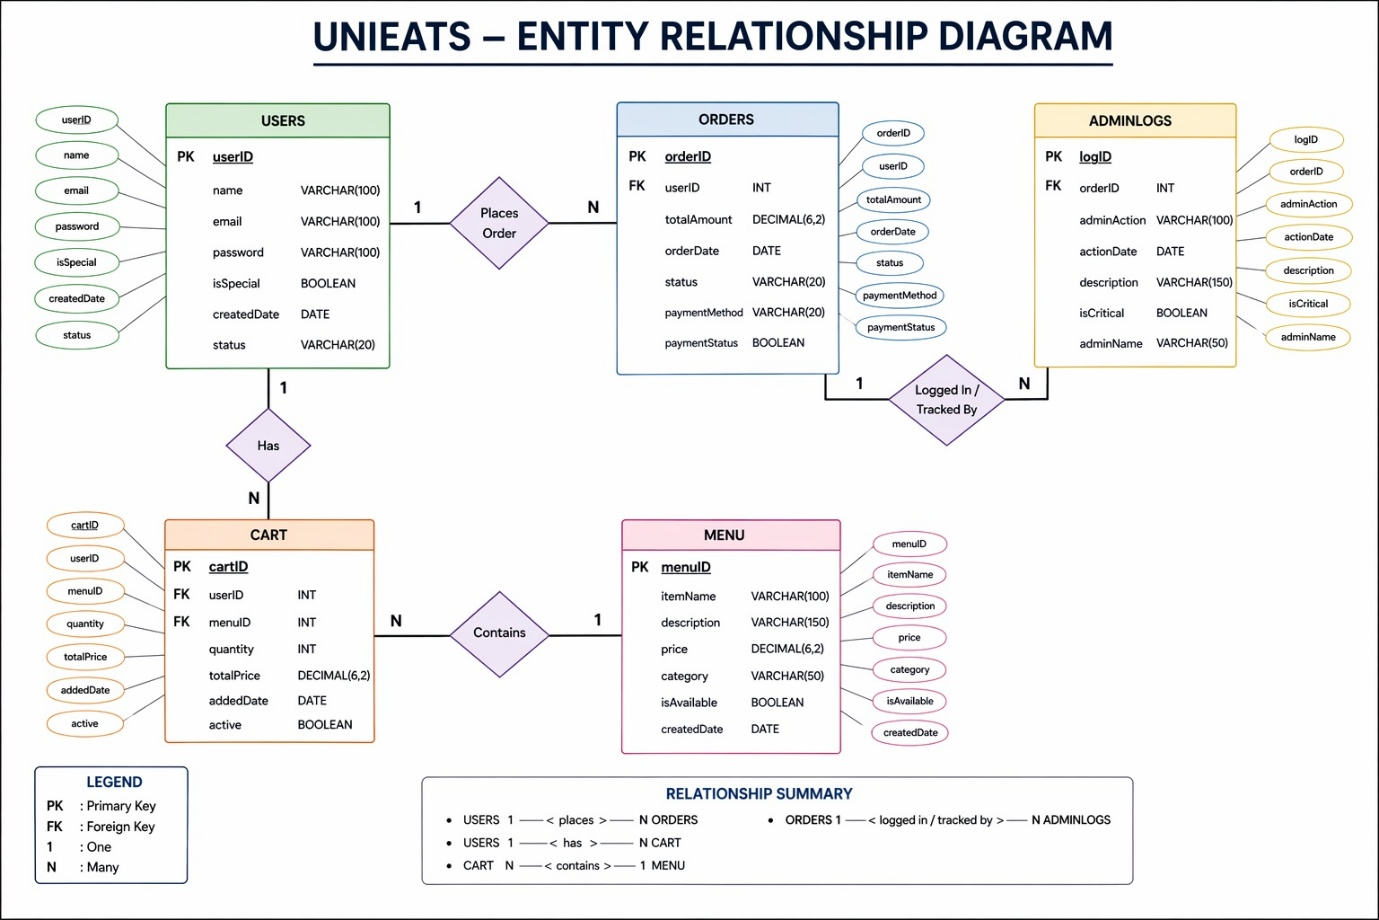 UNIEATS – ENTITY RELATIONSHIP DIAGRAM
userID
name
email
password
isSpecial
createdDate
status
USERS
PK userID
name VARCHAR(100)
email VARCHAR(100)
password VARCHAR(100)
isSpecial BOOLEAN
createdDate DATE
status VARCHAR(20)
1
Places
Order
N
ORDERS
PK orderID
FK userID INT
totalAmount DECIMAL(6,2)
orderDate DATE
status VARCHAR(20)
paymentMethod VARCHAR(20)
paymentStatus BOOLEAN
orderID
userID
totalAmount
orderDate
status
paymentMethod
paymentStatus
ADMINLOGS
PK logID
FK orderID INT
adminAction VARCHAR(100)
actionDate DATE
description VARCHAR(150)
isCritical BOOLEAN
adminName VARCHAR(50)
logID
orderID
adminAction
actionDate
description
isCritical
adminName
1
Logged In /
Tracked By
N
1
Has
N
cartID
userID
menuID
quantity
totalPrice
addedDate
active
CART
PK cartID
FK userID INT
FK menuID INT
quantity INT
totalPrice DECIMAL(6,2)
addedDate DATE
active BOOLEAN
N
Contains
1
MENU
PK menuID
itemName VARCHAR(100)
description VARCHAR(150)
price DECIMAL(6,2)
category VARCHAR(50)
isAvailable BOOLEAN
createdDate DATE
menuID
itemName
description
price
category
isAvailable
createdDate
LEGEND
PK : Primary Key
FK : Foreign Key
1 : One
N : Many
RELATIONSHIP SUMMARY
• USERS 1 —< places >— N ORDERS
• USERS 1 —< has >— N CART
• CART N —< contains >— 1 MENU
• ORDERS 1 —< logged in / tracked by >— N ADMINLOGS